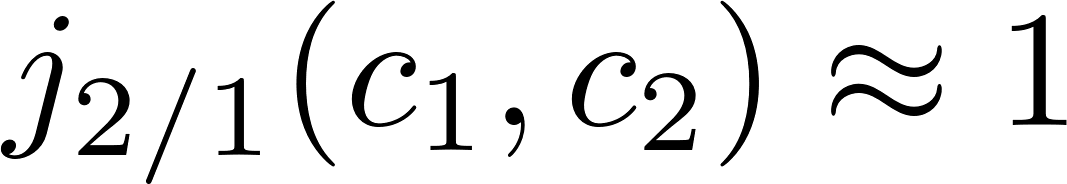 j_{2/1}(c_1, c_2) ≈ 1